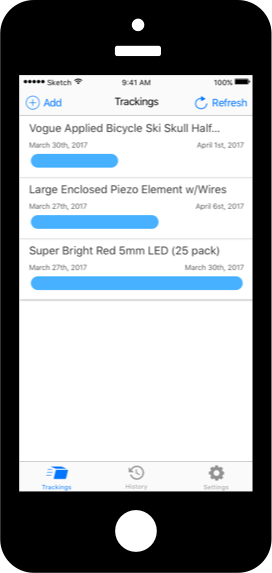 Sketch 9:41 AM 100%
Add Trackings Refresh
Vogue Applied Bicycle Ski Skull Half...
March 30th, 2017 April 1st, 2017
Large Enclosed Piezo Element w/Wires
March 27th, 2017 April 6st, 2017
Super Bright Red 5mm LED (25 pack)
March 27th, 2017 March 30th, 2017
Trackings History Settings